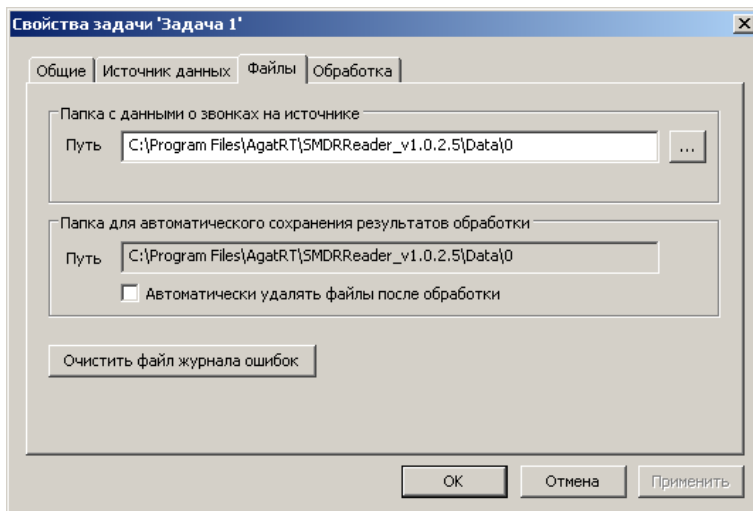 Свойства задачи 'Задача 1'
Общие Источник данных Файлы Обработка
Папка с данными о звонках на источнике
Путь C:\Program Files\AgatRT\SMDRReader_v1.0.2.5\Data\0 ...
Папка для автоматического сохранения результатов обработки
Путь C:\Program Files\AgatRT\SMDRReader_v1.0.2.5\Data\0
Автоматически удалять файлы после обработки
Очистить файл журнала ошибок
OK Отмена Применить